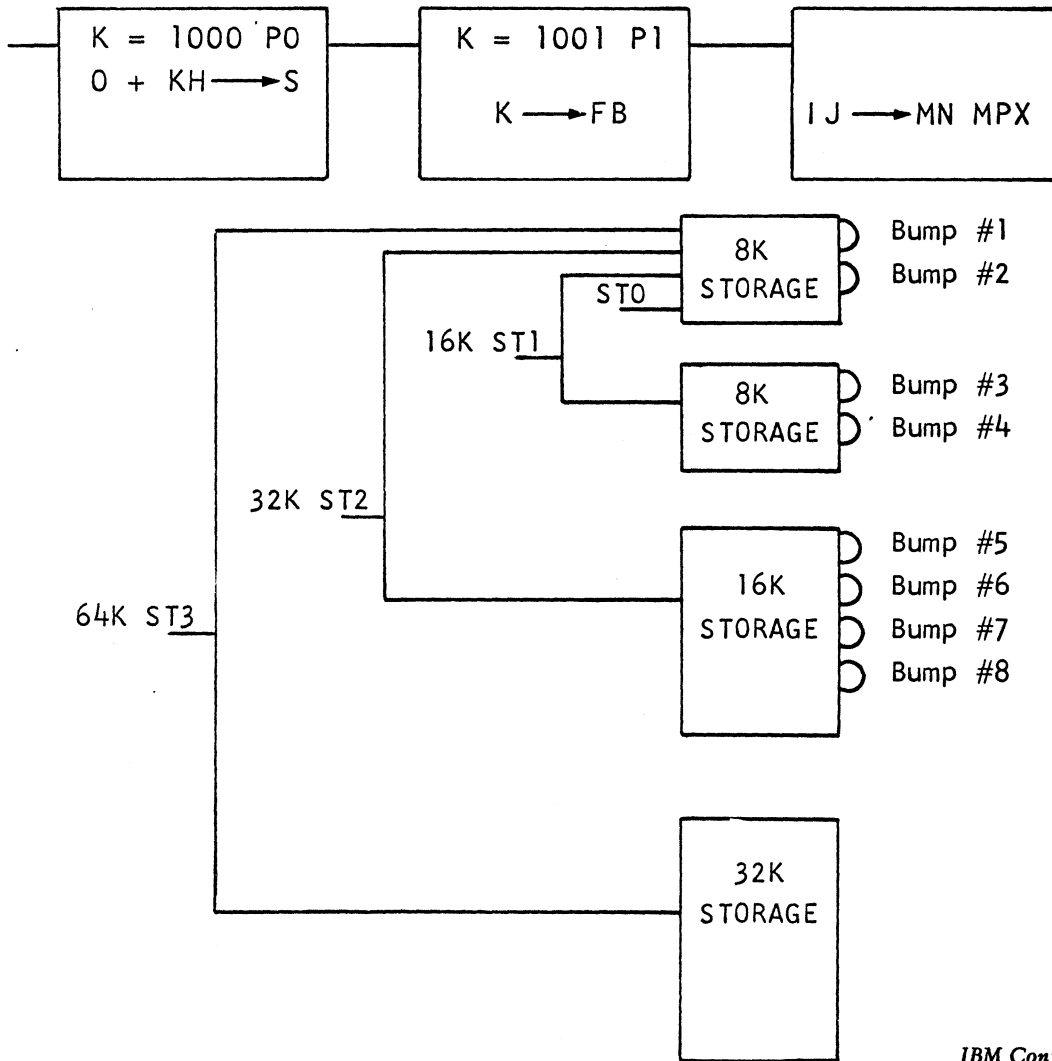 K = 1000 P0
0 + KH → S
K = 1001 P1
K → FB
IJ → MN MPX
8K
STORAGE
Bump #1
Bump #2
ST0
16K ST1
8K
STORAGE
Bump #3
Bump #4
32K ST2
16K
STORAGE
Bump #5
Bump #6
Bump #7
Bump #8
64K ST3
32K
STORAGE
IBM